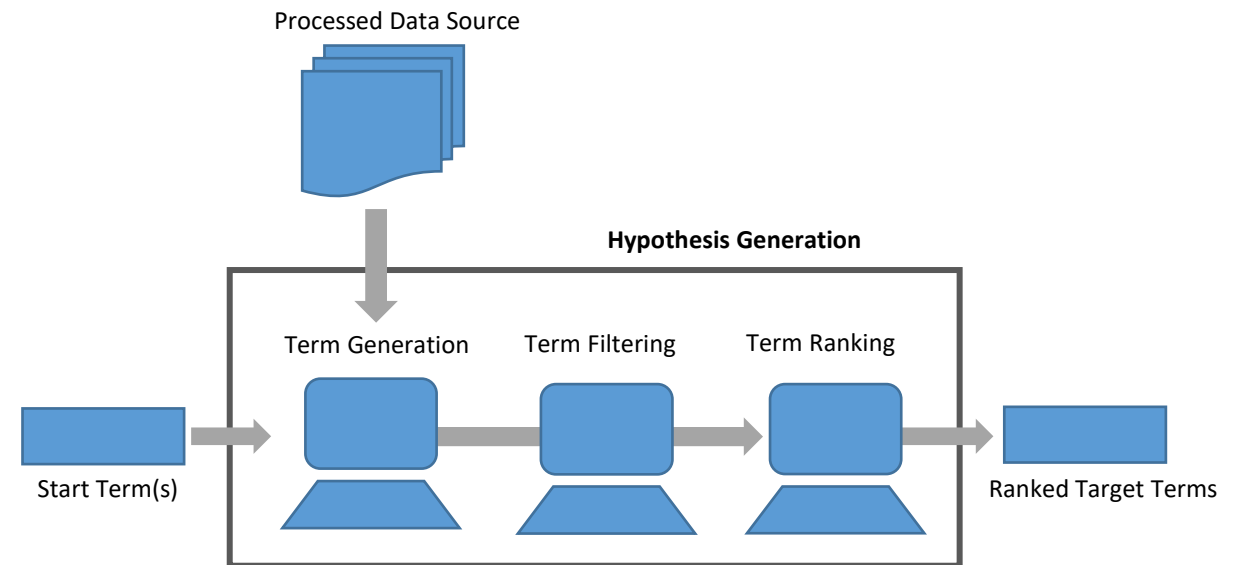 Processed Data Source
Hypothesis Generation
Term Generation
Term Filtering
Term Ranking
Start Term(s)
Ranked Target Terms